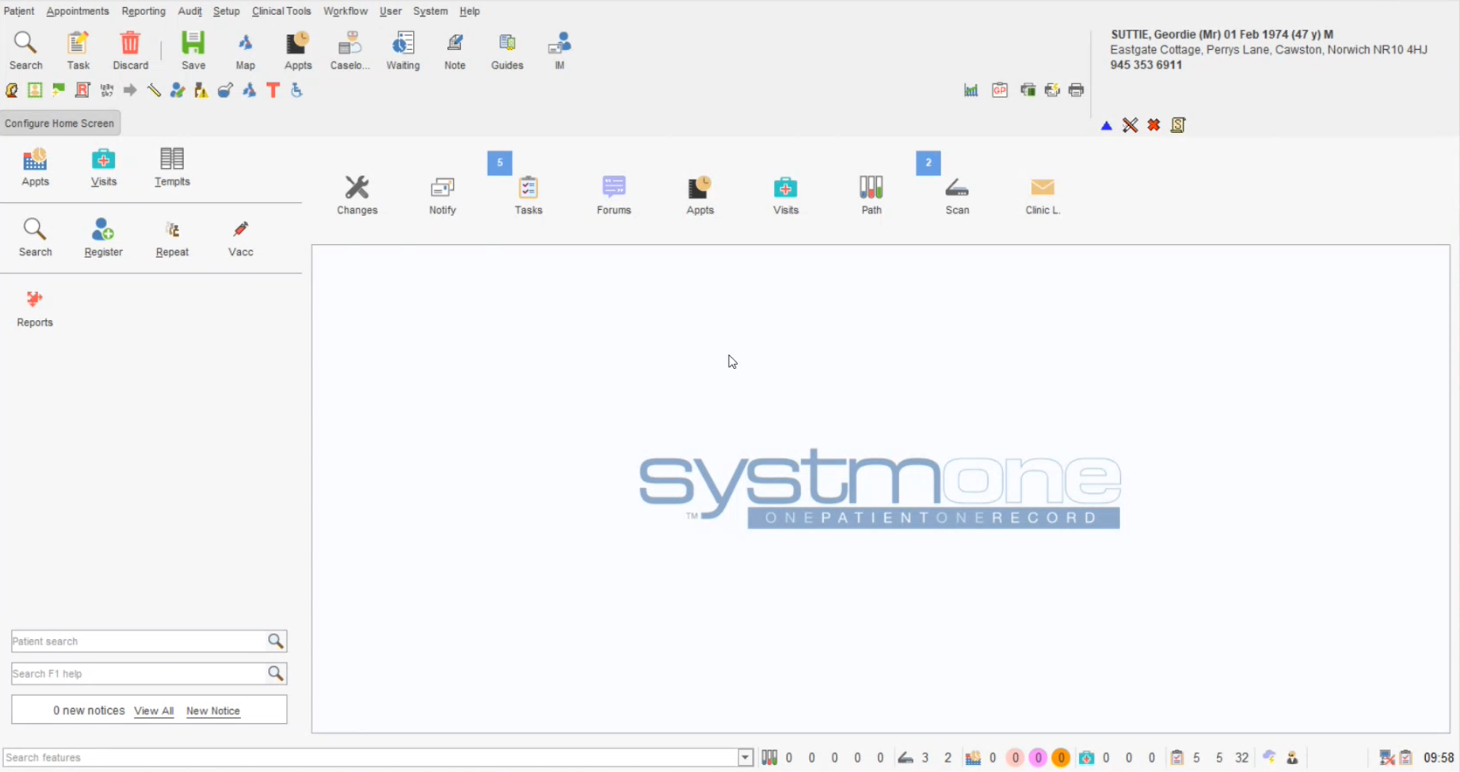 Patient Appointments Reporting Audit Setup Clinical Tools Workflow User System Help
Search Task Discard Save Map Appts Caselo... Waiting Note Guides IM
SUTTIE, Geordie (Mr) 01 Feb 1974 (47 y) M
Eastgate Cottage, Perrys Lane, Cawston, Norwich NR10 4HJ
945 353 6911
GP
Configure Home Screen
Appts Visits Templts
5 2
Changes Notify Tasks Forums Appts Visits Path Scan Clinic L.
Search Register Repeat Vacc
Reports
systmone
TM ONEPATIENTONERECORD
Patient search
Search F1 help
0 new notices View All New Notice
Search features 0 0 0 0 0 3 2 0 0 0 0 0 0 0 5 5 32 09:58